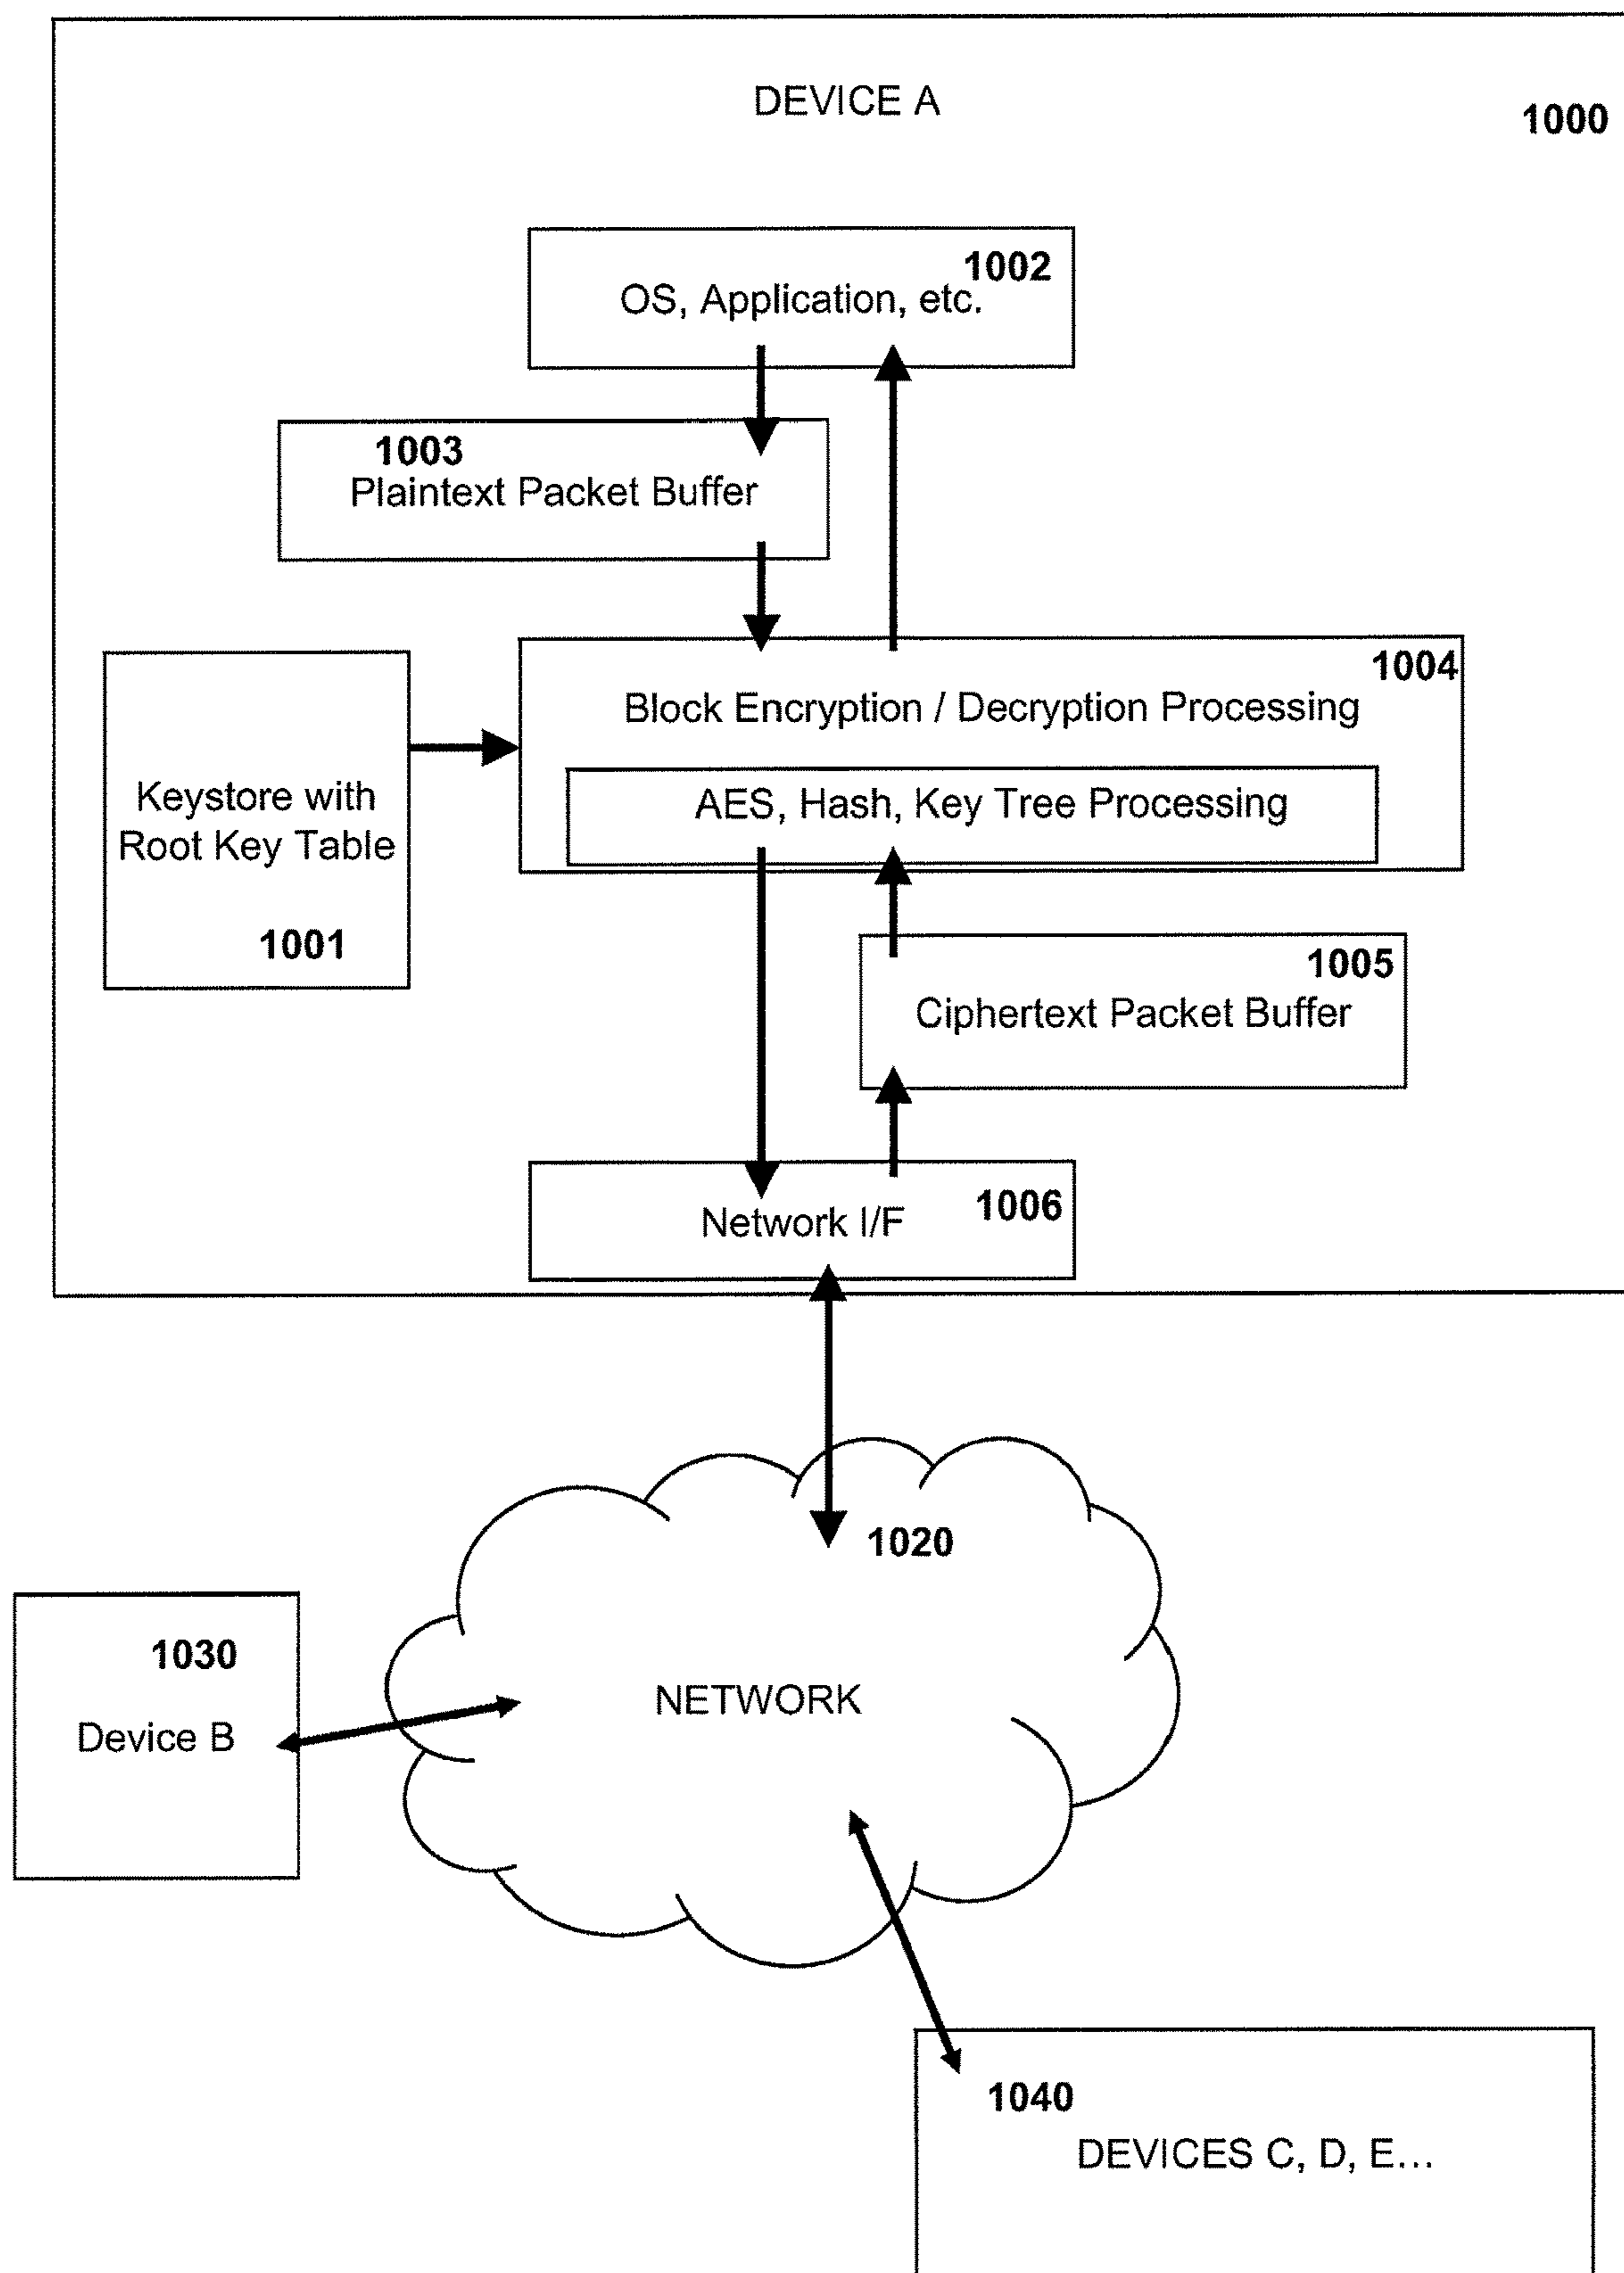 DEVICE A
1000
1002
OS, Application, etc.
1003
Plaintext Packet Buffer
1004
Block Encryption / Decryption Processing
AES, Hash, Key Tree Processing
Keystore with
Root Key Table
1001
1005
Ciphertext Packet Buffer
1006
Network I/F
1020
NETWORK
1030
Device B
1040
DEVICES C, D, E...